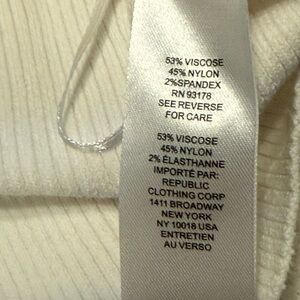 53% VISCOSE
45% NYLON
2%SPANDEX
RN 93178
SEE REVERSE
FOR CARE
53% VISCOSE
45% NYLON
2% ÉLASTHANNE
IMPORTÉ PAR:
REPUBLIC
CLOTHING CORP
1411 BROADWAY
NEW YORK
NY 10018 USA
ENTRETIEN
AU VERSO